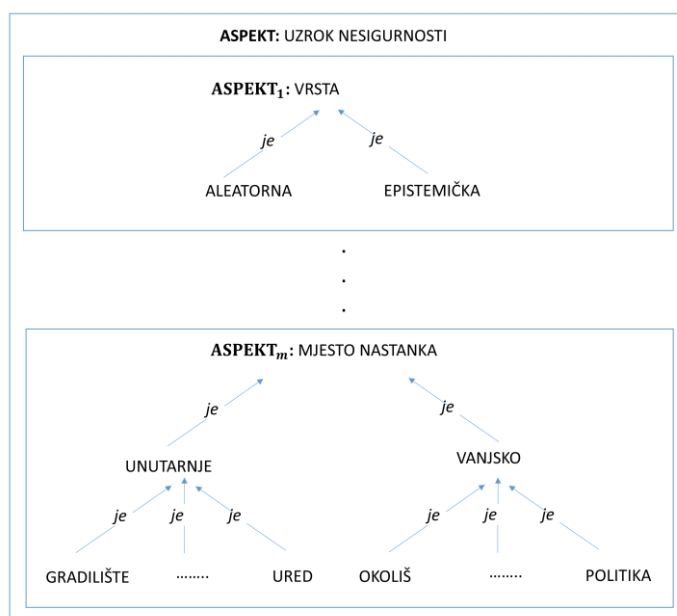 ASPEKT: UZROK NESIGURNOSTI
ASPEKT₁: VRSTA
je je
ALEATORNA EPISTEMIČKA
.
.
.
ASPEKTₘ: MJESTO NASTANKA
je je
UNUTARNJE VANJSKO
je je je je je je
GRADILIŠTE ........ URED OKOLIŠ ........ POLITIKA